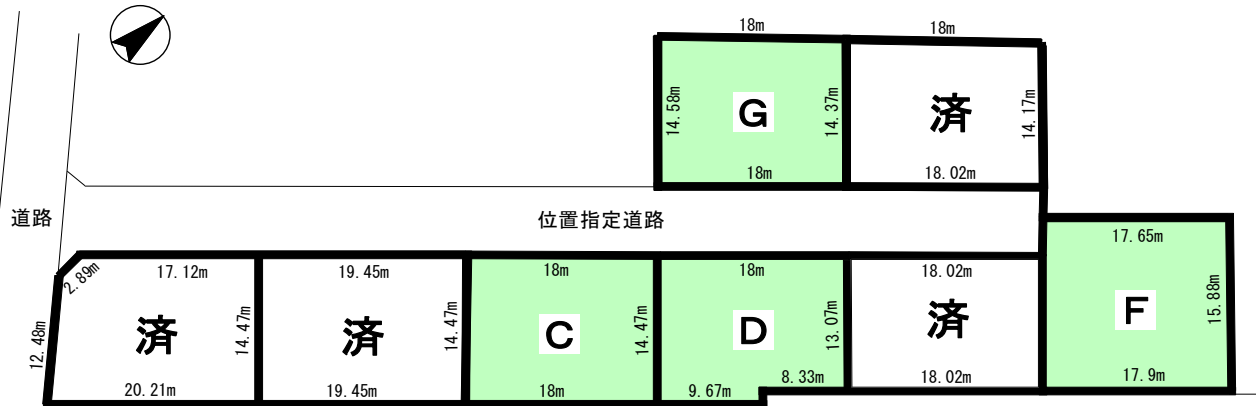 18m
18m
14.58m
G
14.37m
済
14.17m
18m
18.02m
道路
位置指定道路
17.65m
2.89m
17.12m
19.45m
18m
18m
18.02m
12.48m
済
14.47m
済
14.47m
C
14.47m
D
13.07m
済
F
15.88m
20.21m
19.45m
18m
9.67m
8.33m
18.02m
17.9m